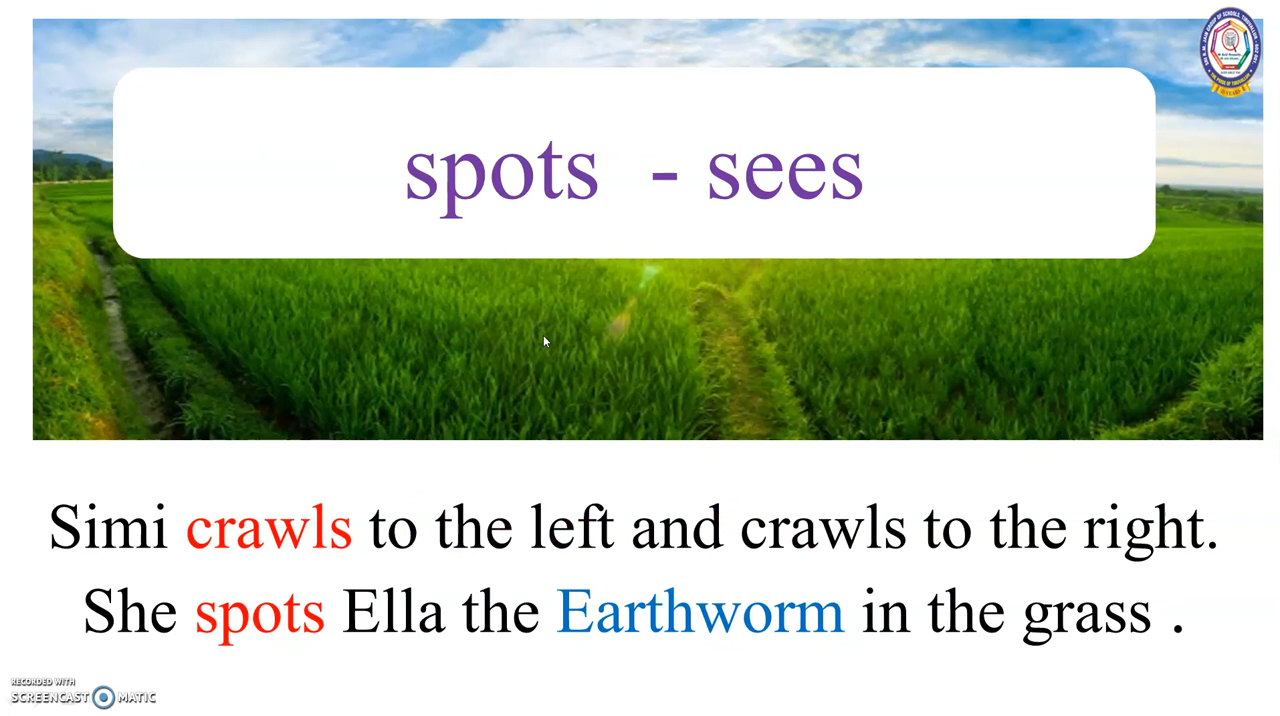 spots - sees
Simi crawls to the left and crawls to the right.
She spots Ella the Earthworm in the grass .
RECORDED WITH
SCREENCAST MATIC